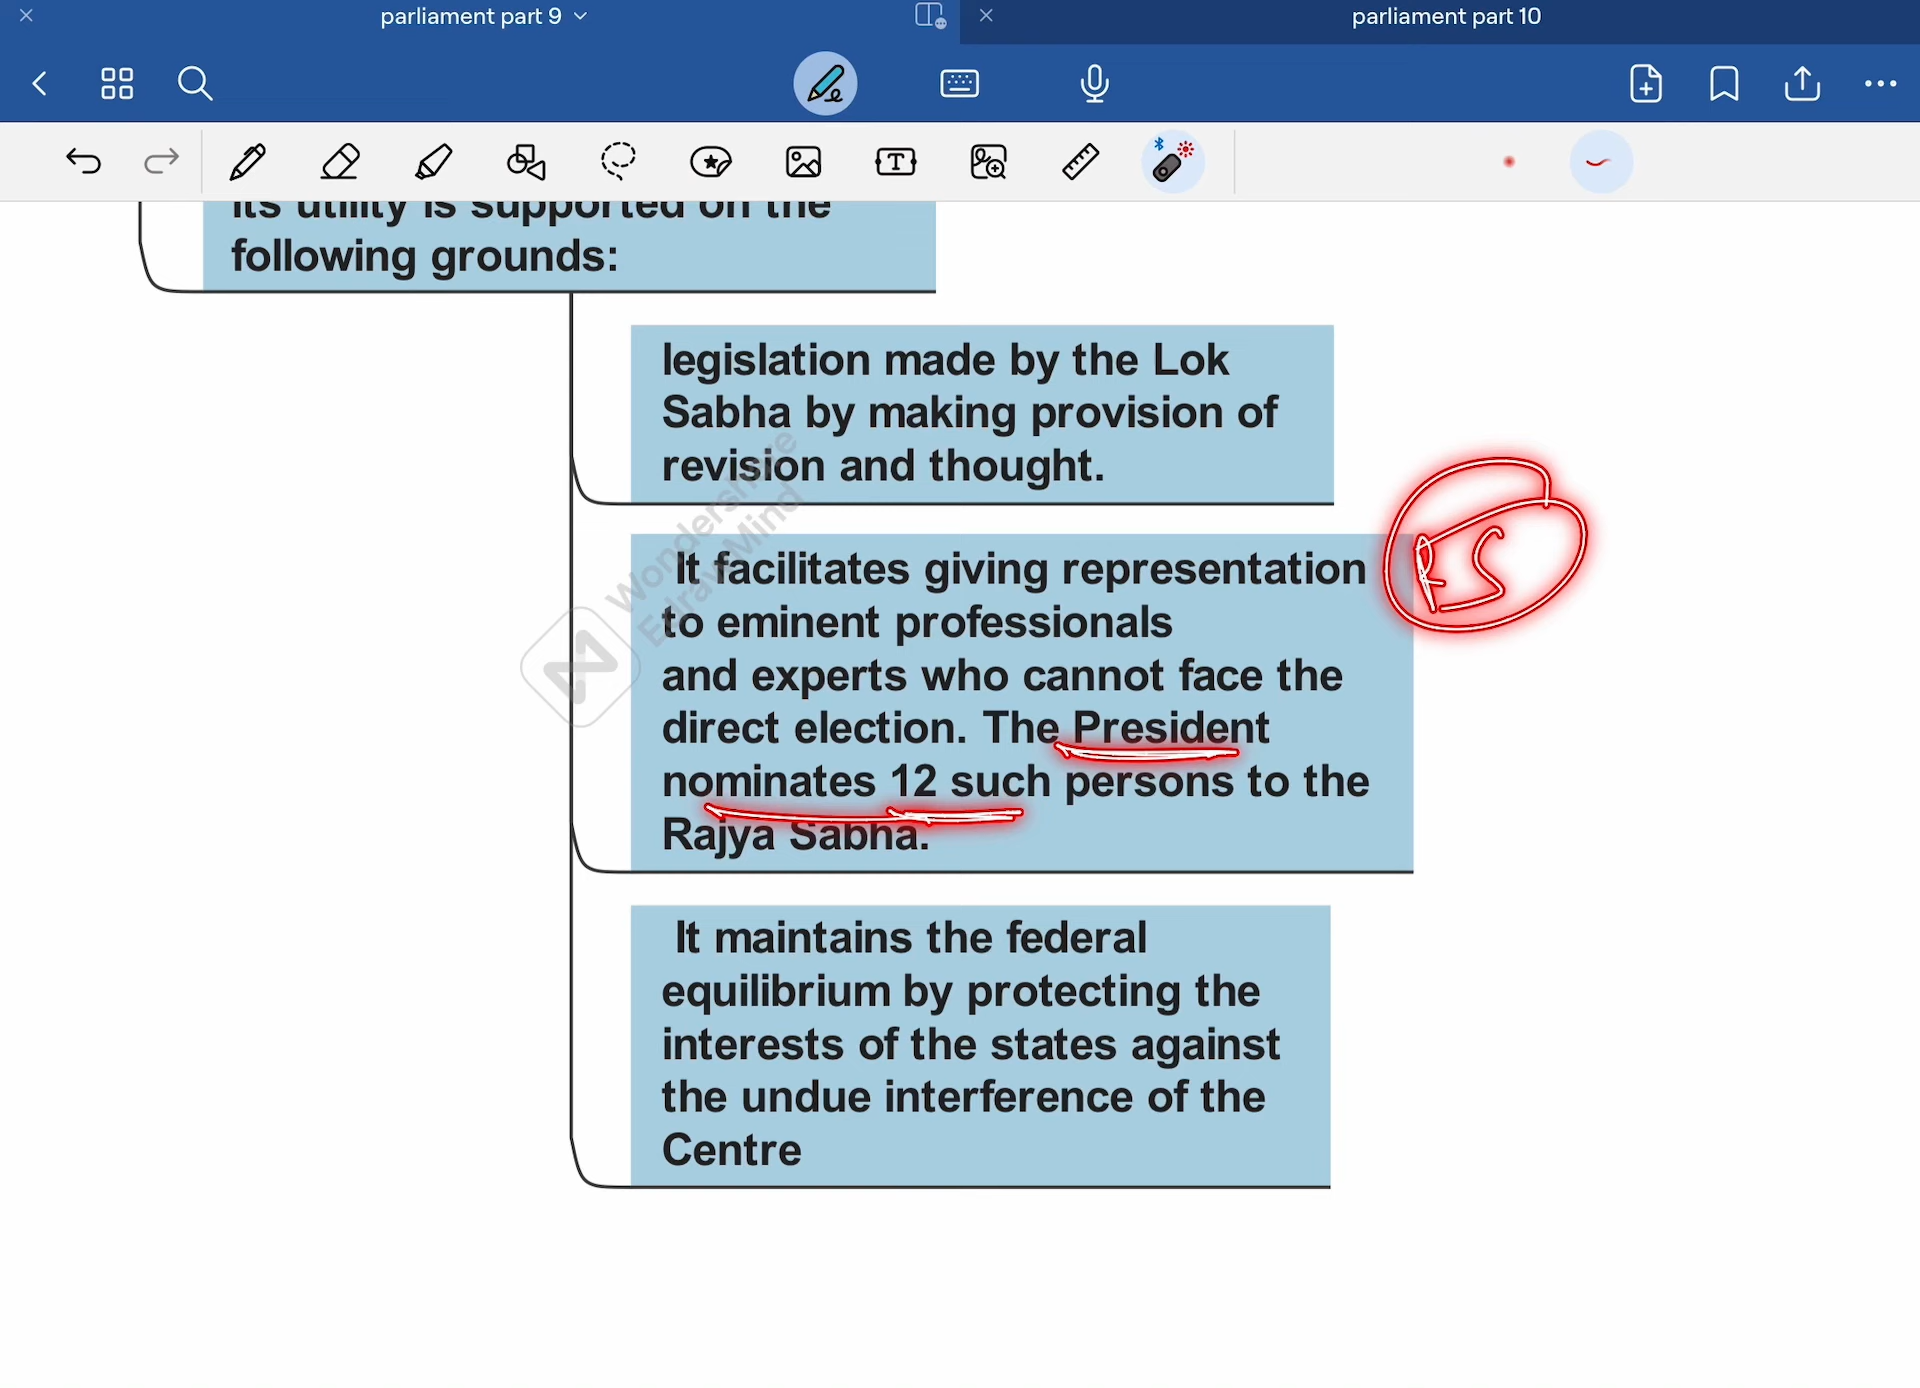 parliament part 9
parliament part 10
its utility is supported on the
following grounds:
legislation made by the Lok
Sabha by making provision of
revision and thought.
It facilitates giving representation
to eminent professionals
and experts who cannot face the
direct election. The President
nominates 12 such persons to the
Rajya Sabha.
RS
It maintains the federal
equilibrium by protecting the
interests of the states against
the undue interference of the
Centre
Wondershare
EdrawMind